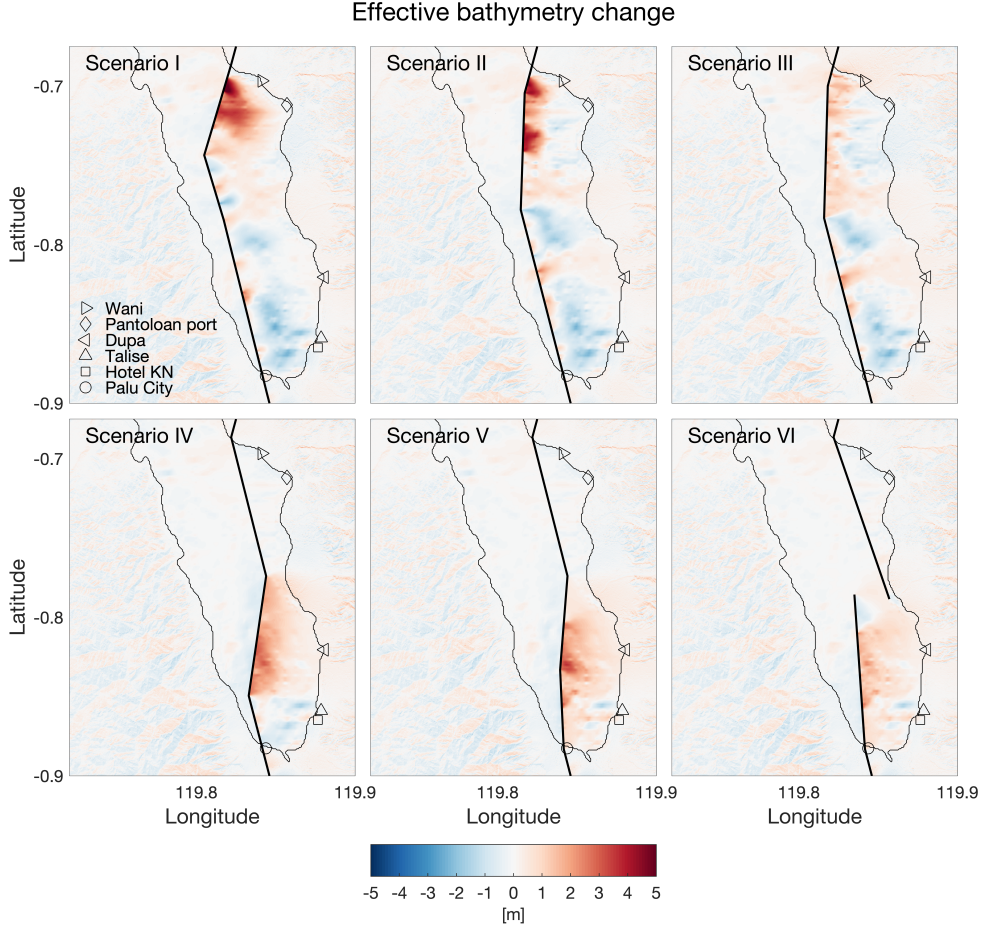 Effective bathymetry change
Scenario I
Scenario II
Scenario III
-0.7
-0.8
-0.9
Latitude
Wani
Pantoloan port
Dupa
Talise
Hotel KN
Palu City
Scenario IV
Scenario V
Scenario VI
-0.7
-0.8
-0.9
Latitude
119.8 119.9
119.8 119.9
119.8 119.9
Longitude
Longitude
Longitude
-5 -4 -3 -2 -1 0 1 2 3 4 5
[m]